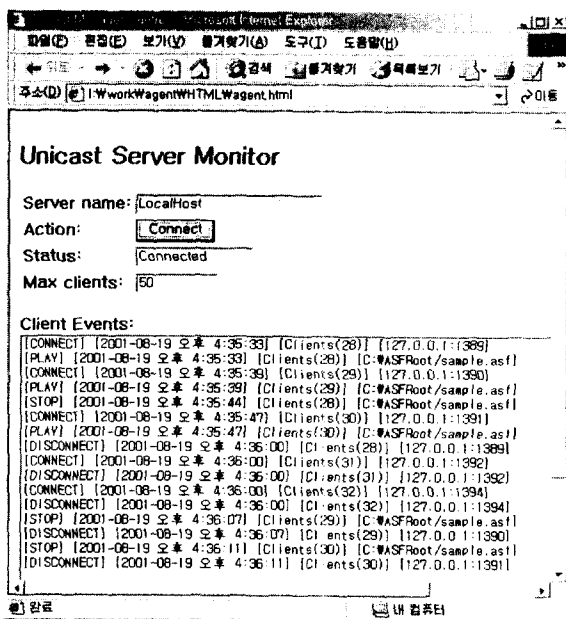 Microsoft Internet Explorer
파일(F) 편집(E) 보기(V) 즐겨찾기(A) 도구(T) 도움말(H)
뒤로 검색 즐겨찾기 목록보기 »
주소(D) I:\work\agent\HTML\agent.html 이동
Unicast Server Monitor
Server name: LocalHost
Action: Connect
Status: Connected
Max clients: 50
Client Events:
[CONNECT] [2001-08-19 오후 4:35:33] [Clients(28)] [127.0.0.1:1389]
[PLAY] [2001-08-19 오후 4:35:33] [Clients(28)] [C:\ASFRoot/sample.asf]
[CONNECT] [2001-08-19 오후 4:35:39] [Clients(29)] [127.0.0.1:1390]
[PLAY] [2001-08-19 오후 4:35:39] [Clients(29)] [C:\ASFRoot/sample.asf]
[STOP] [2001-08-19 오후 4:35:44] [Clients(28)] [C:\ASFRoot/sample.asf]
[CONNECT] [2001-08-19 오후 4:35:47] [Clients(30)] [127.0.0.1:1391]
[PLAY] [2001-08-19 오후 4:35:47] [Clients(30)] [C:\ASFRoot/sample.asf]
[DISCONNECT] [2001-08-19 오후 4:36:00] [Clients(28)] [127.0.0.1:1389]
[CONNECT] [2001-08-19 오후 4:36:00] [Clients(31)] [127.0.0.1:1392]
[DISCONNECT] [2001-08-19 오후 4:36:00] [Clients(31)] [127.0.0.1:1392]
[CONNECT] [2001-08-19 오후 4:36:00] [Clients(32)] [127.0.0.1:1394]
[DISCONNECT] [2001-08-19 오후 4:36:00] [Clients(32)] [127.0.0.1:1394]
[STOP] [2001-08-19 오후 4:36:07] [Clients(29)] [C:\ASFRoot/sample.asf]
[DISCONNECT] [2001-08-19 오후 4:36:07] [Clients(29)] [127.0.0.1:1390]
[STOP] [2001-08-19 오후 4:36:11] [Clients(30)] [C:\ASFRoot/sample.asf]
[DISCONNECT] [2001-08-19 오후 4:36:11] [Clients(30)] [127.0.0.1:1391]
완료 내 컴퓨터